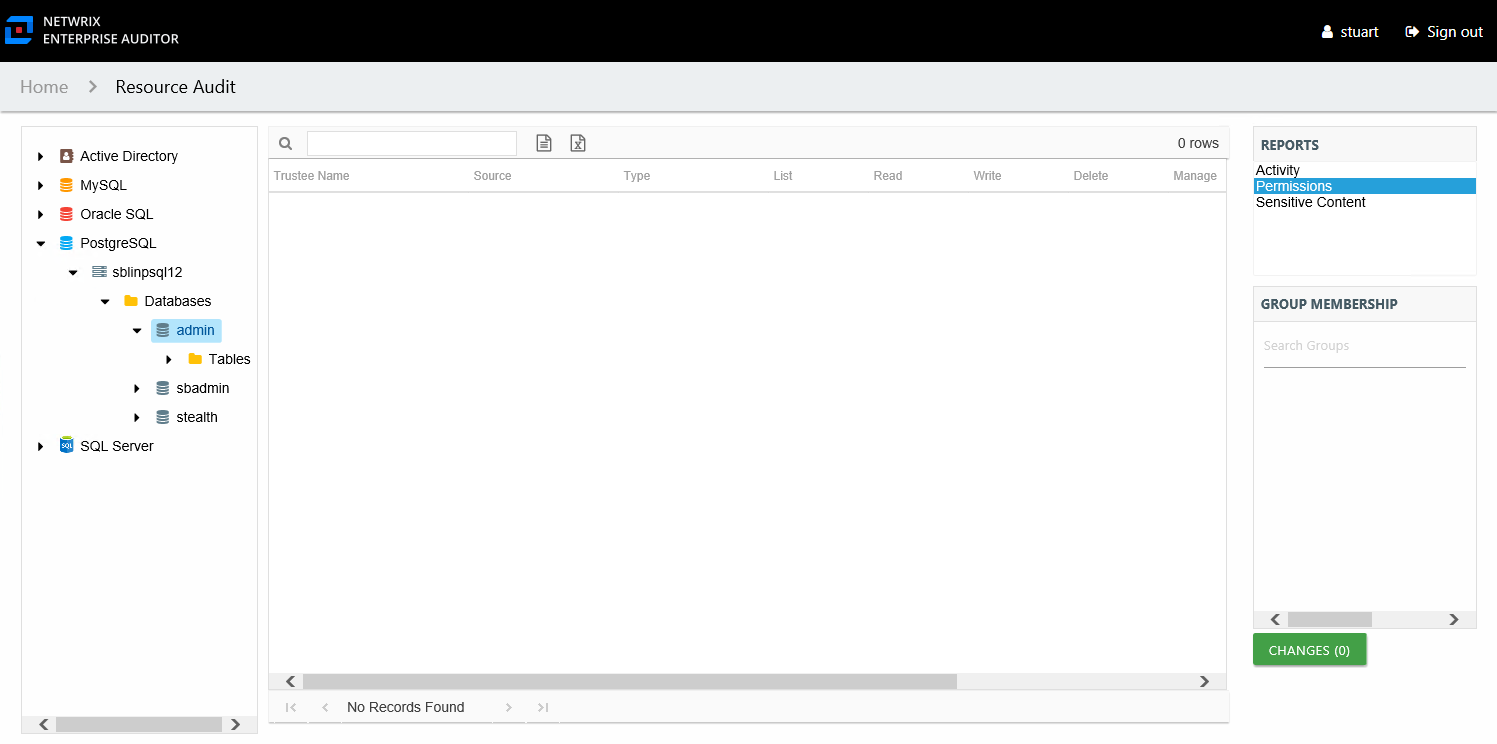 NETWRIX
ENTERPRISE AUDITOR
stuart
Sign out
Home
Resource Audit
Active Directory
MySQL
Oracle SQL
PostgreSQL
sblinpsql12
Databases
admin
Tables
sbadmin
stealth
SQL
SQL Server
0 rows
Trustee Name Source Type List Read Write Delete Manage
No Records Found
REPORTS
Activity
Permissions
Sensitive Content
GROUP MEMBERSHIP
Search Groups
CHANGES (0)